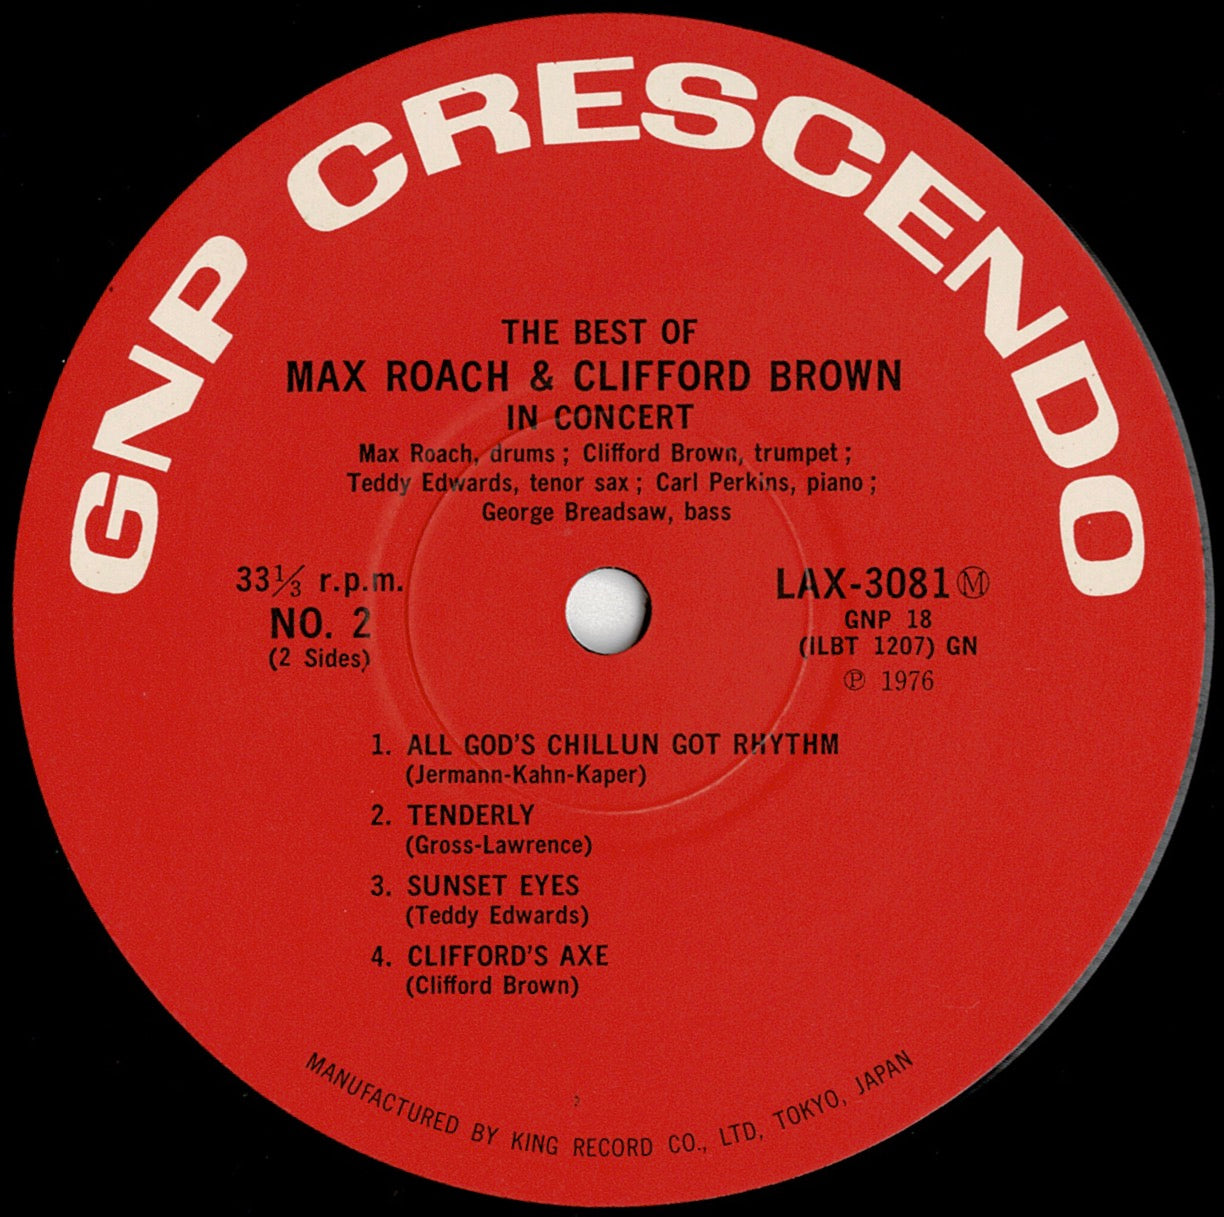 GNP CRESCENDO
THE BEST OF
MAX ROACH & CLIFFORD BROWN
IN CONCERT
Max Roach, drums ; Clifford Brown, trumpet ;
Teddy Edwards, tenor sax ; Carl Perkins, piano ;
George Breadsaw, bass
33⅓ r.p.m.
NO. 2
(2 Sides)
LAX-3081 Ⓜ
GNP 18
(ILBT 1207) GN
℗ 1976
1. ALL GOD'S CHILLUN GOT RHYTHM
(Jermann-Kahn-Kaper)
2. TENDERLY
(Gross-Lawrence)
3. SUNSET EYES
(Teddy Edwards)
4. CLIFFORD'S AXE
(Clifford Brown)
2
MANUFACTURED BY KING RECORD CO., LTD, TOKYO, JAPAN